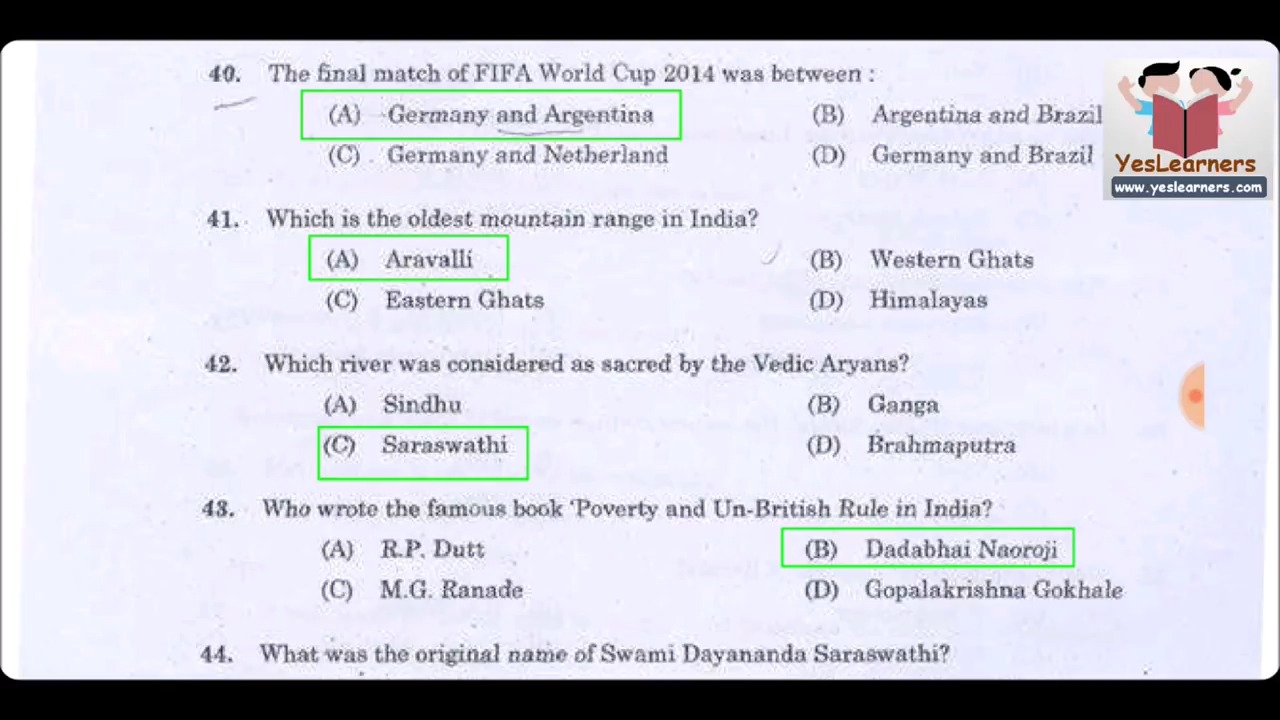 40. The final match of FIFA World Cup 2014 was between :
(A) Germany and Argentina (B) Argentina and Brazil
(C) Germany and Netherland (D) Germany and Brazil
YesLearners
www.yeslearners.com
41. Which is the oldest mountain range in India?
(A) Aravalli (B) Western Ghats
(C) Eastern Ghats (D) Himalayas
42. Which river was considered as sacred by the Vedic Aryans?
(A) Sindhu (B) Ganga
(C) Saraswathi (D) Brahmaputra
43. Who wrote the famous book 'Poverty and Un-British Rule in India?
(A) R.P. Dutt (B) Dadabhai Naoroji
(C) M.G. Ranade (D) Gopalakrishna Gokhale
44. What was the original name of Swami Dayananda Saraswathi?